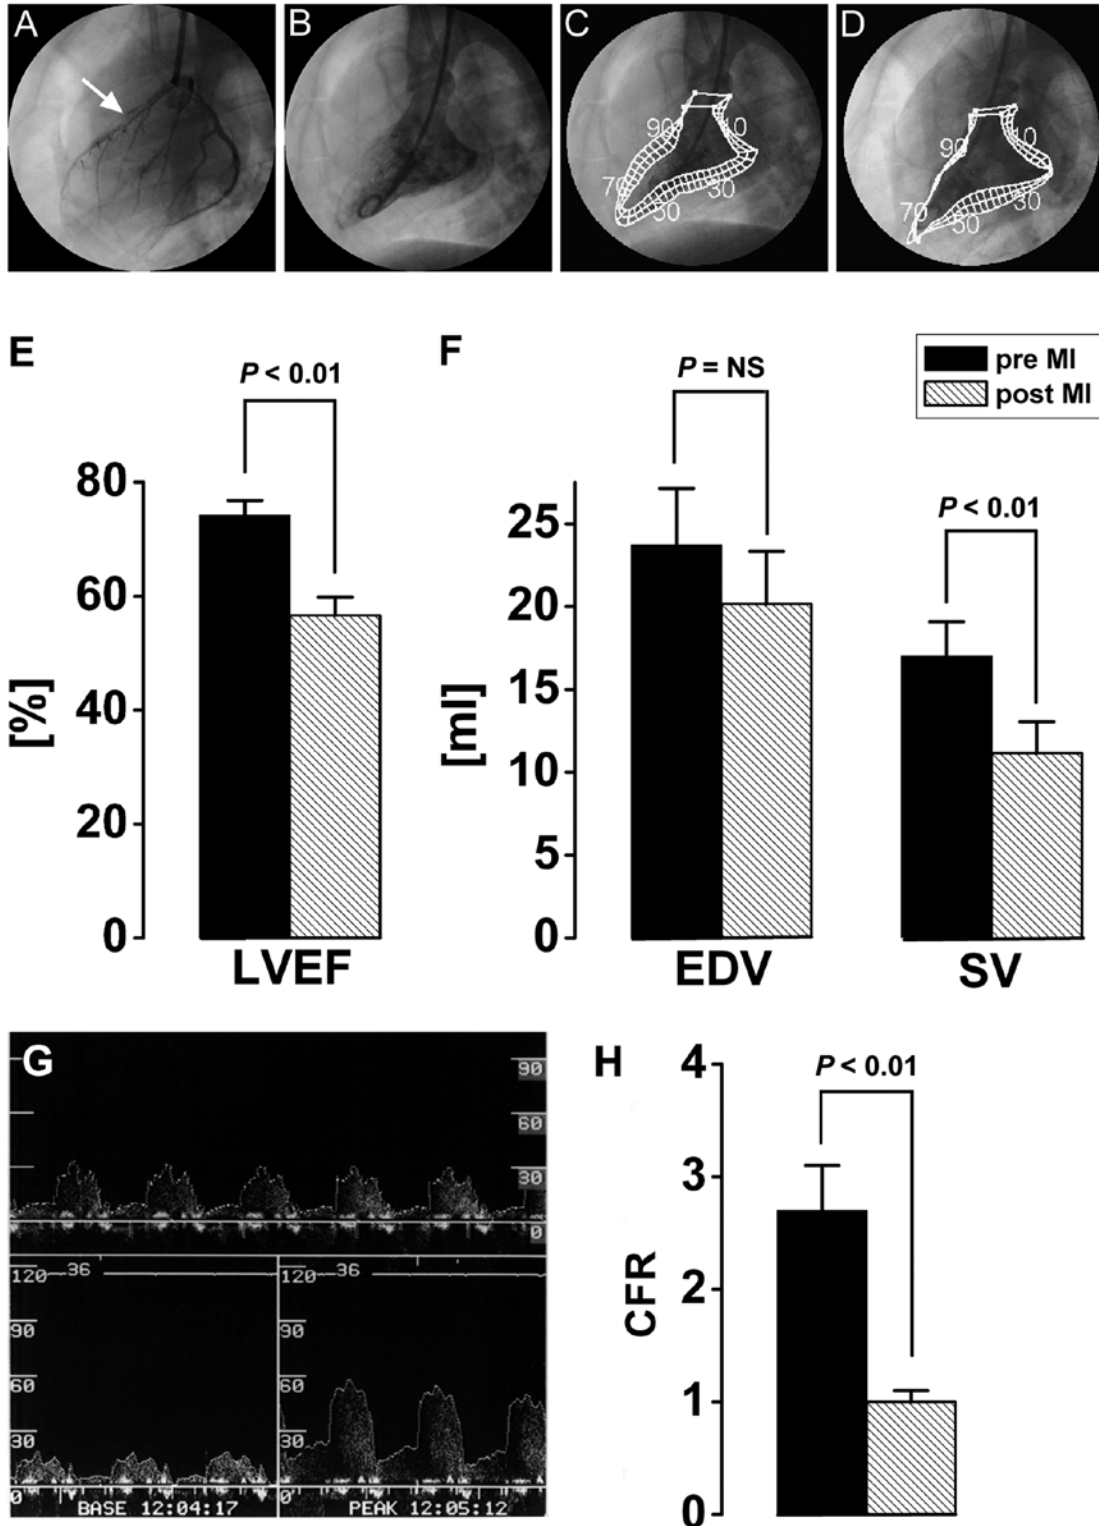 A
B
C
D
90
10
70
30
50
90
10
70
30
50
E
P < 0.01
F
P = NS
pre MI
post MI
P < 0.01
80
60
40
20
0
[%]
LVEF
25
20
15
10
5
0
[ml]
EDV
SV
G
90
60
30
0
120 36
90
60
30
0
BASE 12:04:17
120 36
90
60
30
0
PEAK 12:05:12
H
P < 0.01
4
3
2
1
0
CFR